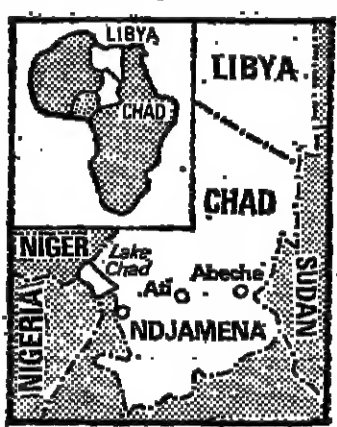 LIBYA
CHAD
LIBYA
CHAD
NIGER
Lake
Chad
Ati
Abeche
NDJAMENA
NIGERIA
SUDAN